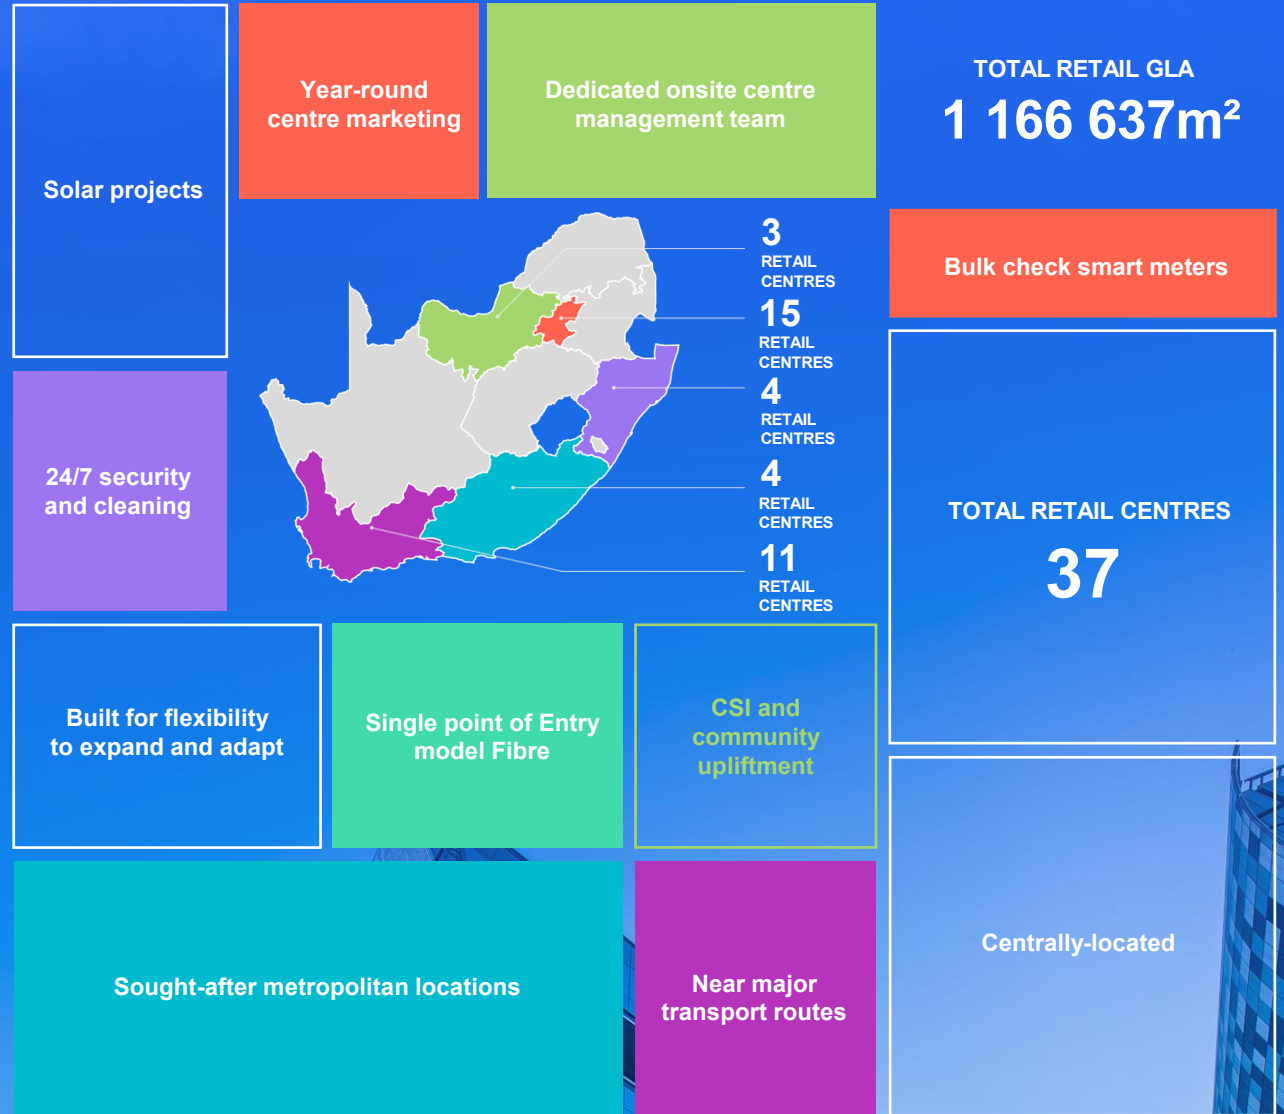 Solar projects
Year-round
centre marketing
Dedicated onsite centre
management team
TOTAL RETAIL GLA
1 166 637m²
Bulk check smart meters
3
RETAIL
CENTRES
15
RETAIL
CENTRES
4
RETAIL
CENTRES
4
RETAIL
CENTRES
11
RETAIL
CENTRES
24/7 security
and cleaning
TOTAL RETAIL CENTRES
37
Built for flexibility
to expand and adapt
Single point of Entry
model Fibre
CSI and
community
upliftment
Sought-after metropolitan locations
Near major
transport routes
Centrally-located